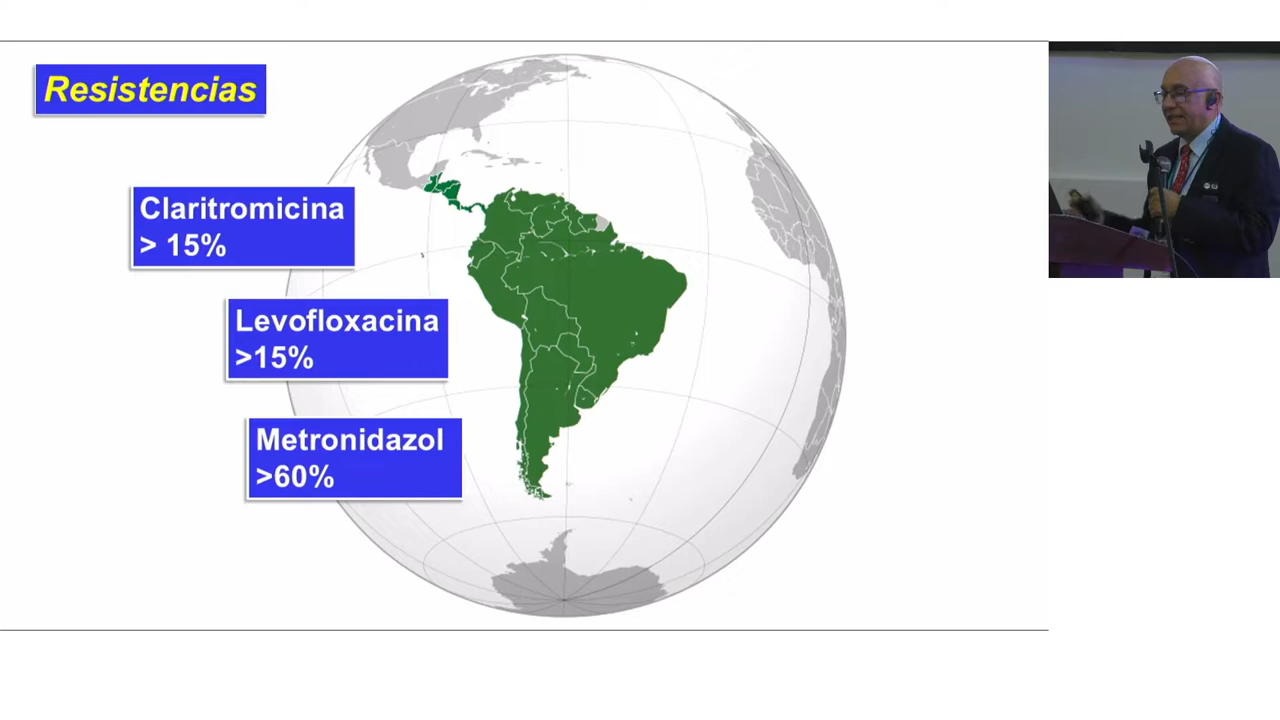 Resistencias
Claritromicina
> 15%
Levofloxacina
>15%
Metronidazol
>60%